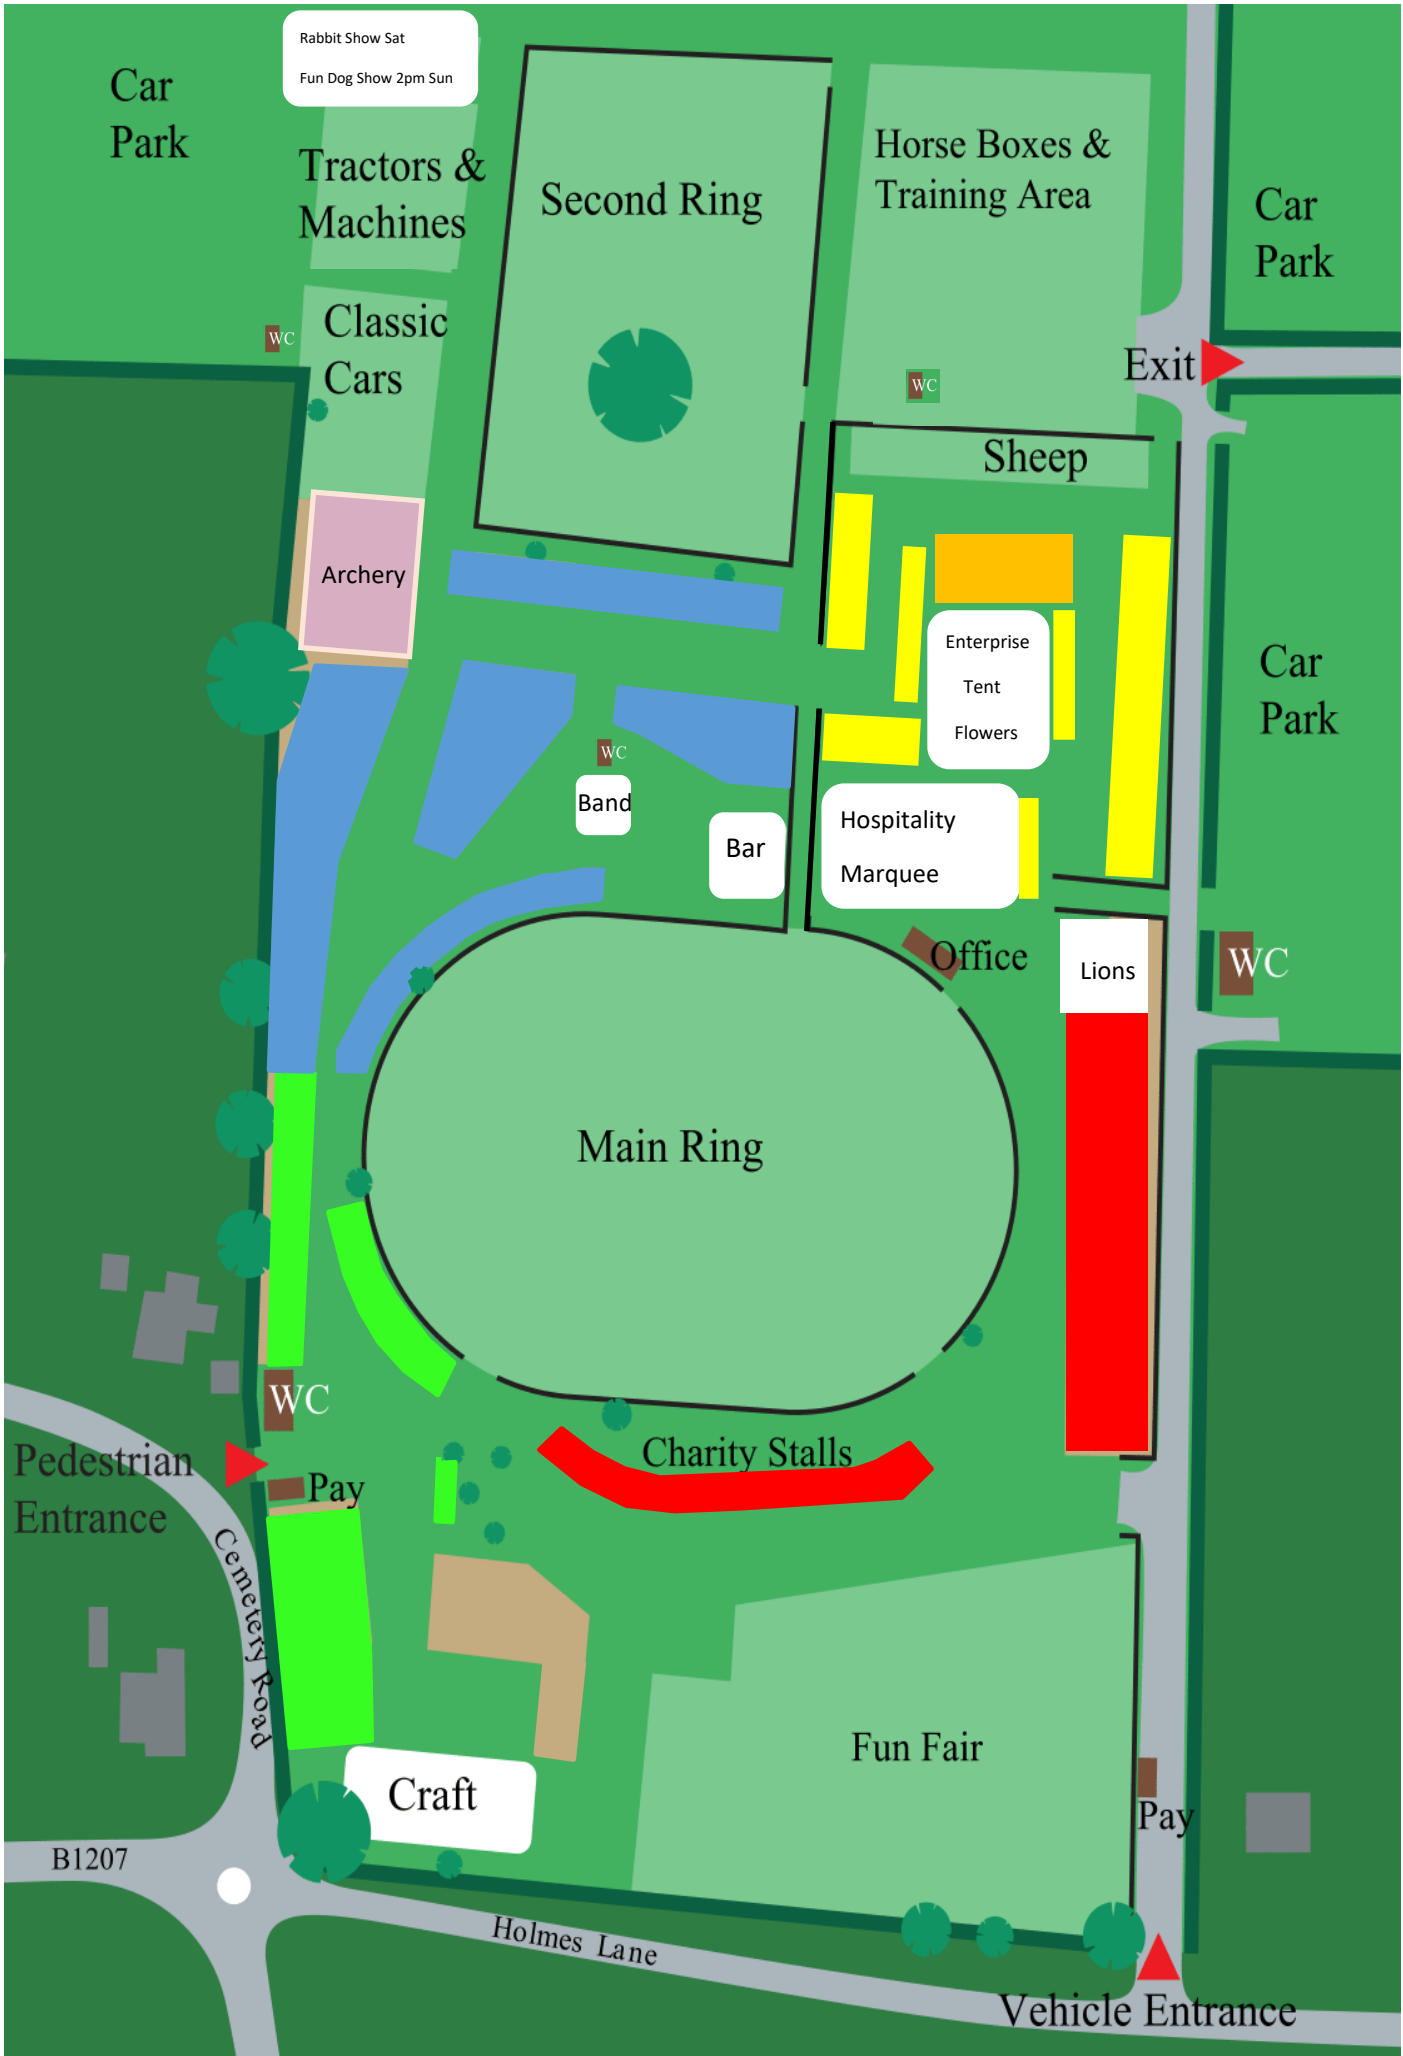 Rabbit Show Sat
Fun Dog Show 2pm Sun
Car
Park
Tractors &
Machines
Second Ring
Horse Boxes &
Training Area
Car
Park
Classic
Cars
WC
Exit
WC
Sheep
Archery
Enterprise
Tent
Flowers
Car
Park
WC
Band
Bar
Hospitality
Marquee
Office
Lions
WC
Main Ring
WC
Pedestrian
Entrance
Pay
Charity Stalls
Cemetery Road
Fun Fair
Craft
Pay
B1207
Holmes Lane
Vehicle Entrance